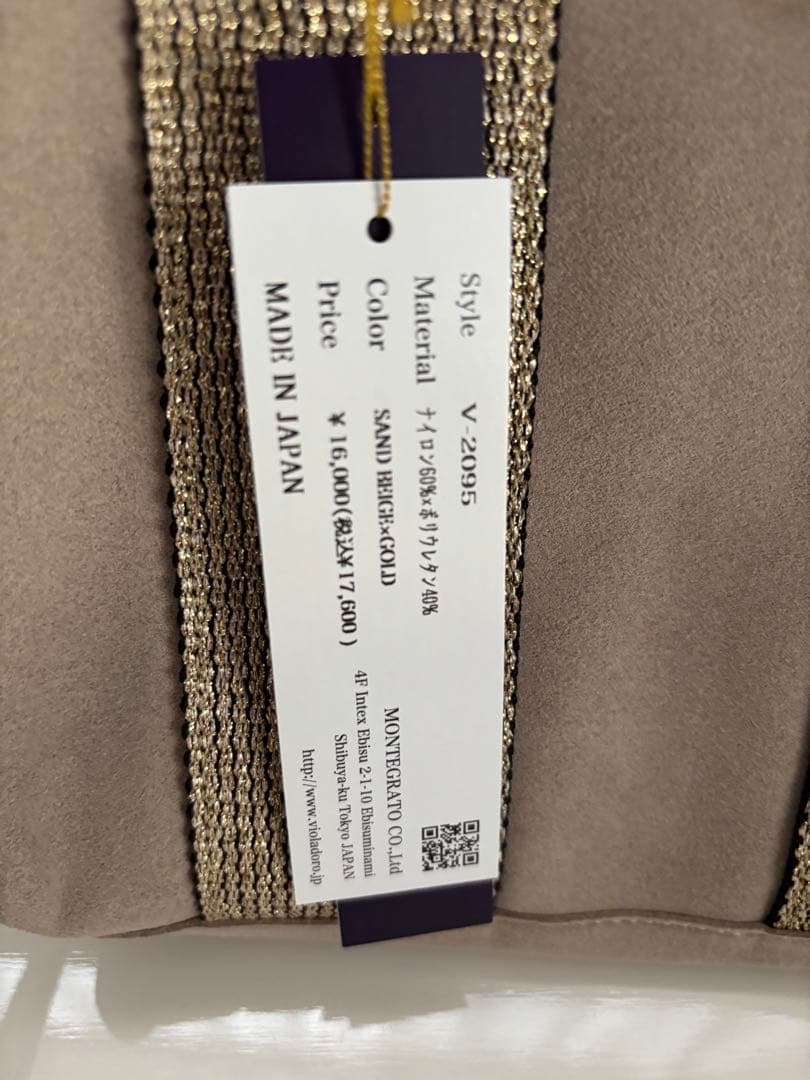 Style V-2095
Material ナイロン60%×ポリウレタン40%
Color SAND BEIGE×GOLD
Price ¥16,000(税込¥17,600)
MADE IN JAPAN
MONTEGRATO CO.,Ltd
4F Intex Ebisu 2-1-10 Ebisuminami
Shibuya-ku Tokyo JAPAN
http://www.violadoro.jp